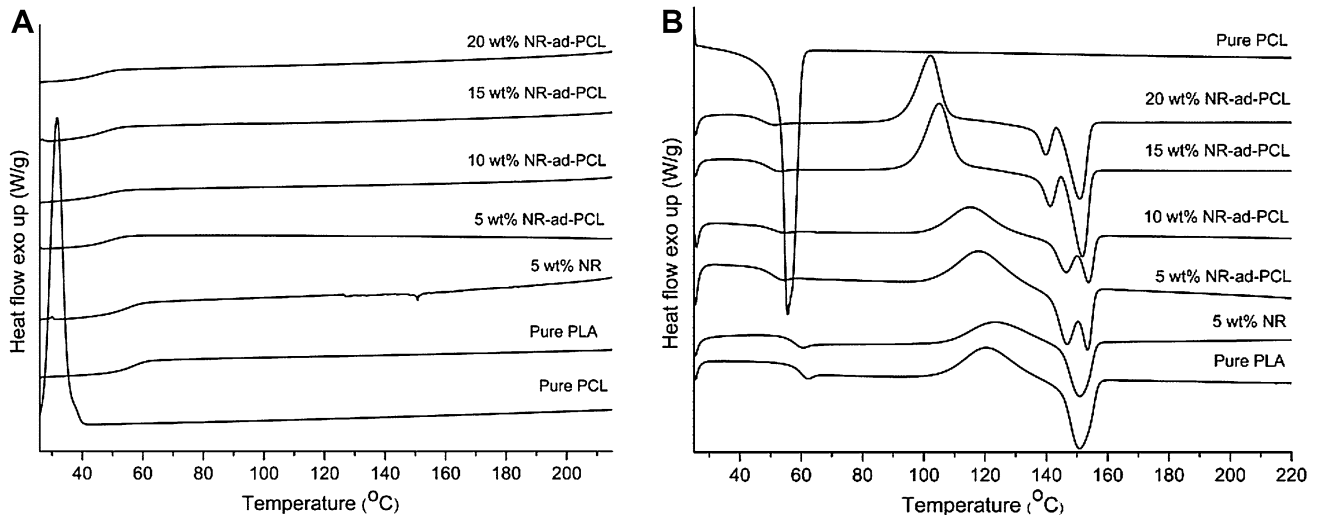 A
20 wt% NR-ad-PCL
15 wt% NR-ad-PCL
10 wt% NR-ad-PCL
5 wt% NR-ad-PCL
5 wt% NR
Pure PLA
Pure PCL
Heat flow exo up (W/g)
40 60 80 100 120 140 160 180 200
Temperature (°C)
B
Pure PCL
20 wt% NR-ad-PCL
15 wt% NR-ad-PCL
10 wt% NR-ad-PCL
5 wt% NR-ad-PCL
5 wt% NR
Pure PLA
Heat flow exo up (W/g)
40 60 80 100 120 140 160 180 200 220
Temperature (°C)